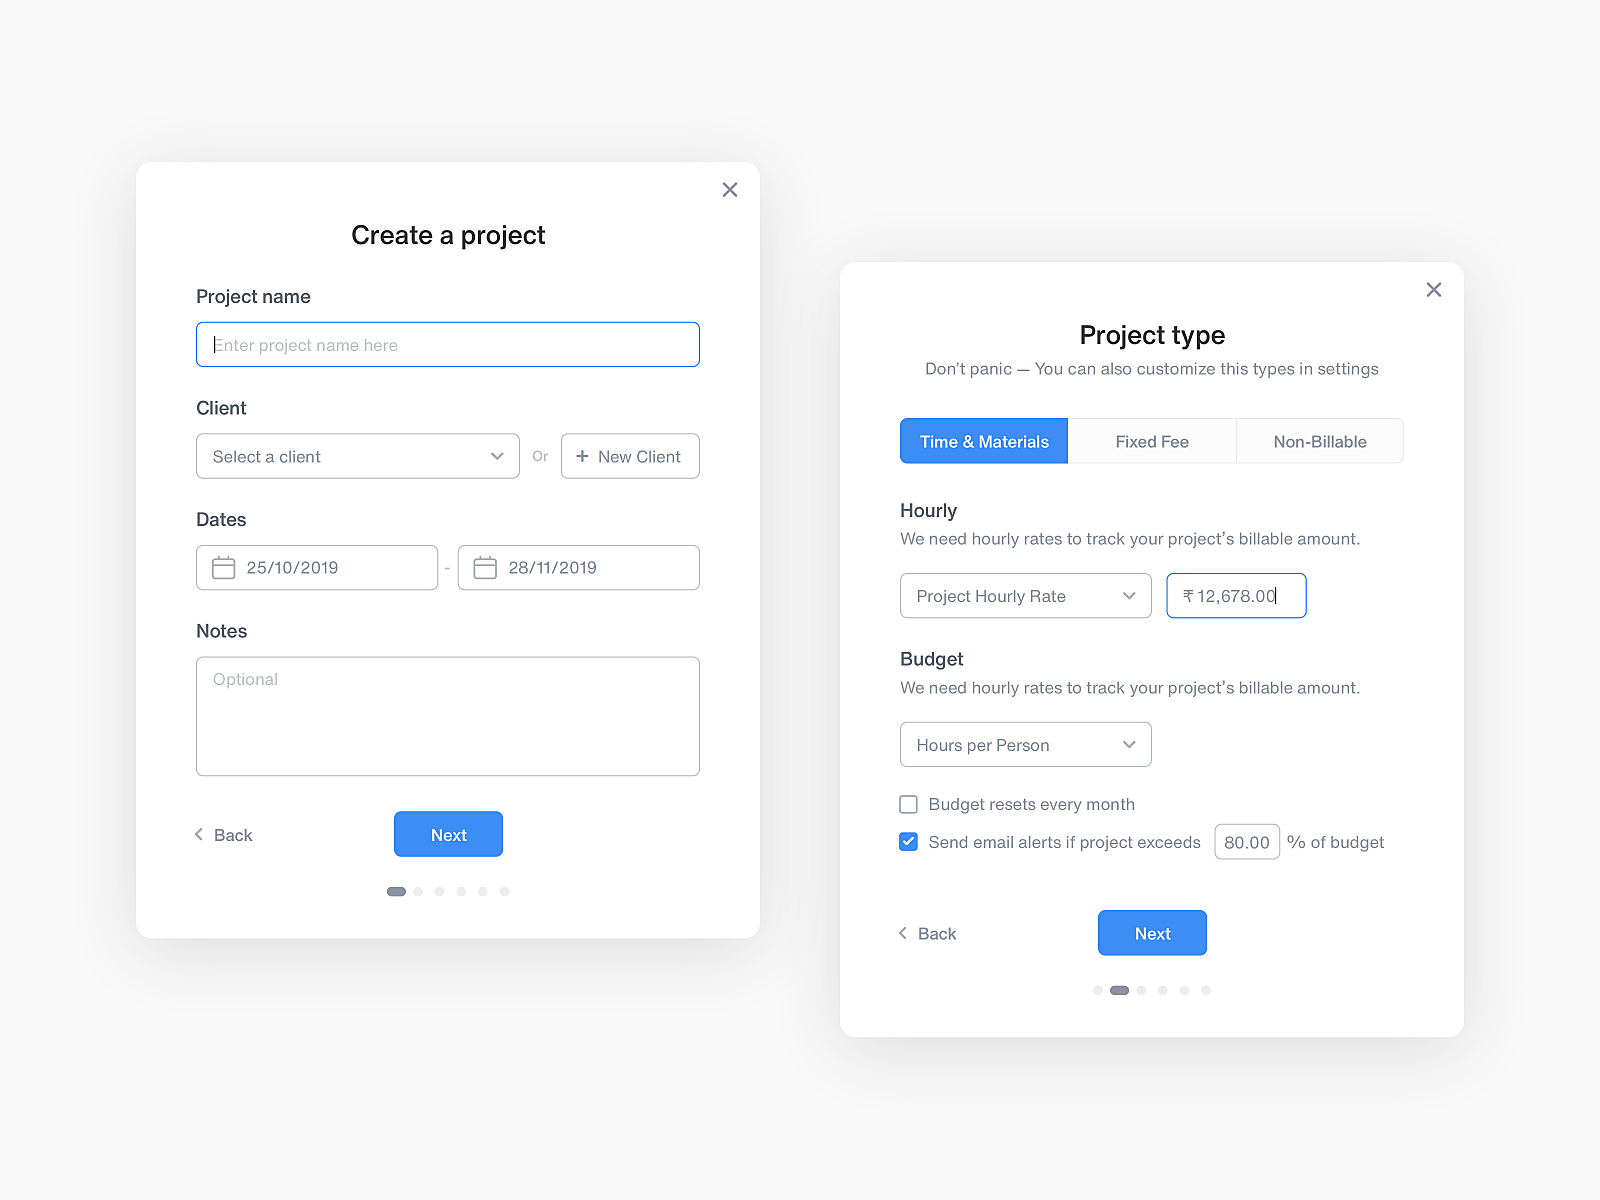 Create a project
Project name
Enter project name here
Client
Select a client
Or
+ New Client
Dates
25/10/2019 - 28/11/2019
Notes
Optional
Back
Next
Project type
Don't panic — You can also customize this types in settings
Time & Materials
Fixed Fee
Non-Billable
Hourly
We need hourly rates to track your project's billable amount.
Project Hourly Rate
₹ 12,678.00
Budget
We need hourly rates to track your project's billable amount.
Hours per Person
Budget resets every month
Send email alerts if project exceeds 80.00 % of budget
Back
Next